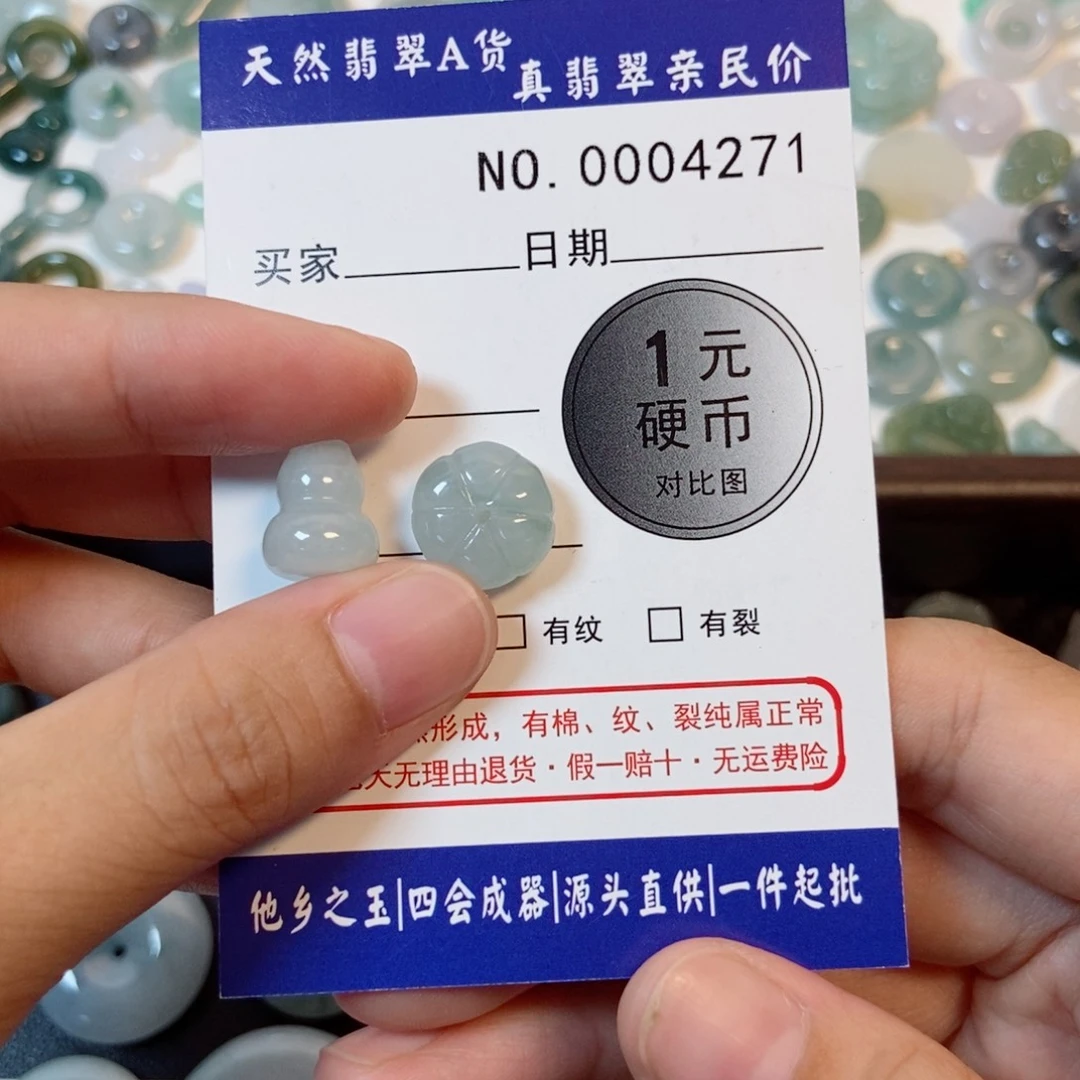 天然翡翠A货
真翡翠亲民价
NO. 0004271
买家 日期
1元
硬币
对比图
有纹 有裂
形成，有棉、纹、裂纯属正常
天无理由退货·假一赔十·无运费险
他乡之玉|四会成器|源头直供|一件起批